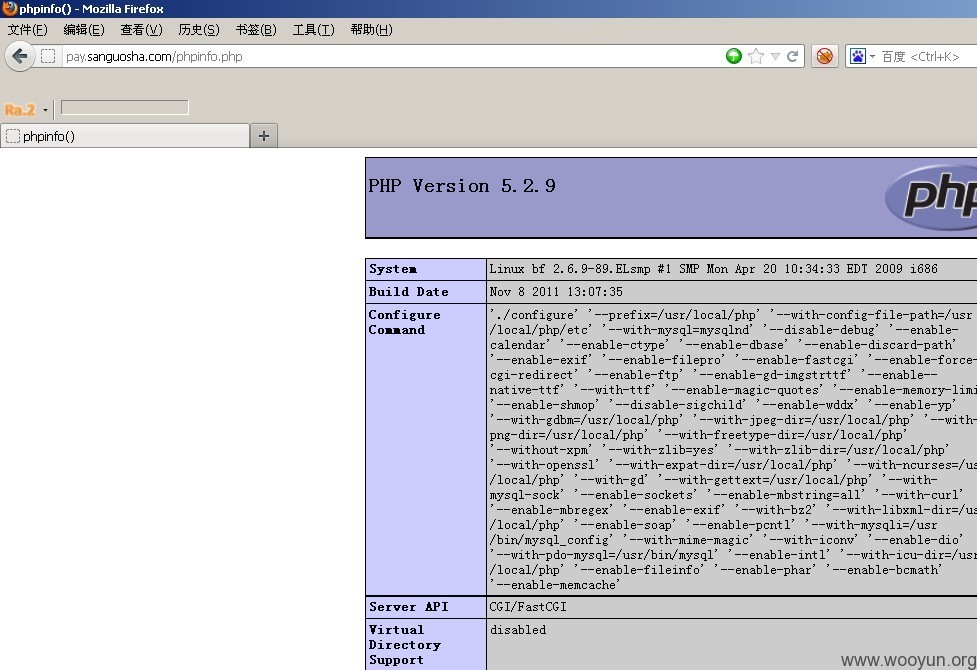 phpinfo() - Mozilla Firefox
文件(F) 编辑(E) 查看(V) 历史(S) 书签(B) 工具(T) 帮助(H)
pay.sanguosha.com/phpinfo.php
百度 <Ctrl+K>
Ra.2
phpinfo()
PHP Version 5.2.9
php
System Linux bf 2.6.9-89.ELsmp #1 SMP Mon Apr 20 10:34:33 EDT 2009 i686
Build Date Nov 8 2011 13:07:35
Configure Command './configure' '--prefix=/usr/local/php' '--with-config-file-path=/usr
/local/php/etc' '--with-mysql=mysqlnd' '--disable-debug' '--enable-
calendar' '--enable-ctype' '--enable-dbase' '--enable-discard-path'
'--enable-exif' '--enable-filepro' '--enable-fastcgi' '--enable-force-
cgi-redirect' '--enable-ftp' '--enable-gd-imgstrttf' '--enable--
native-ttf' '--with-ttf' '--enable-magic-quotes' '--enable-memory-limi
'--enable-shmop' '--disable-sigchild' '--enable-wddx' '--enable-yp'
'--with-gdbm=/usr/local/php' '--with-jpeg-dir=/usr/local/php' '--with-
png-dir=/usr/local/php' '--with-freetype-dir=/usr/local/php'
'--without-xpm' '--with-zlib=yes' '--with-zlib-dir=/usr/local/php'
'--with-openssl' '--with-expat-dir=/usr/local/php' '--with-ncurses=/us
/local/php' '--with-gd' '--with-gettext=/usr/local/php' '--with-
mysql-sock' '--enable-sockets' '--enable-mbstring=all' '--with-curl'
'--enable-mbregex' '--enable-exif' '--with-bz2' '--with-libxml-dir=/us
/local/php' '--enable-soap' '--enable-pcntl' '--with-mysqli=/usr
/bin/mysql_config' '--with-mime-magic' '--with-iconv' '--enable-dio'
'--with-pdo-mysql=/usr/bin/mysql' '--enable-intl' '--with-icu-dir=/usr
/local/php' '--enable-fileinfo' '--enable-phar' '--enable-bcmath'
'--enable-memcache'
Server API CGI/FastCGI
Virtual Directory Support disabled
www.wooyun.org